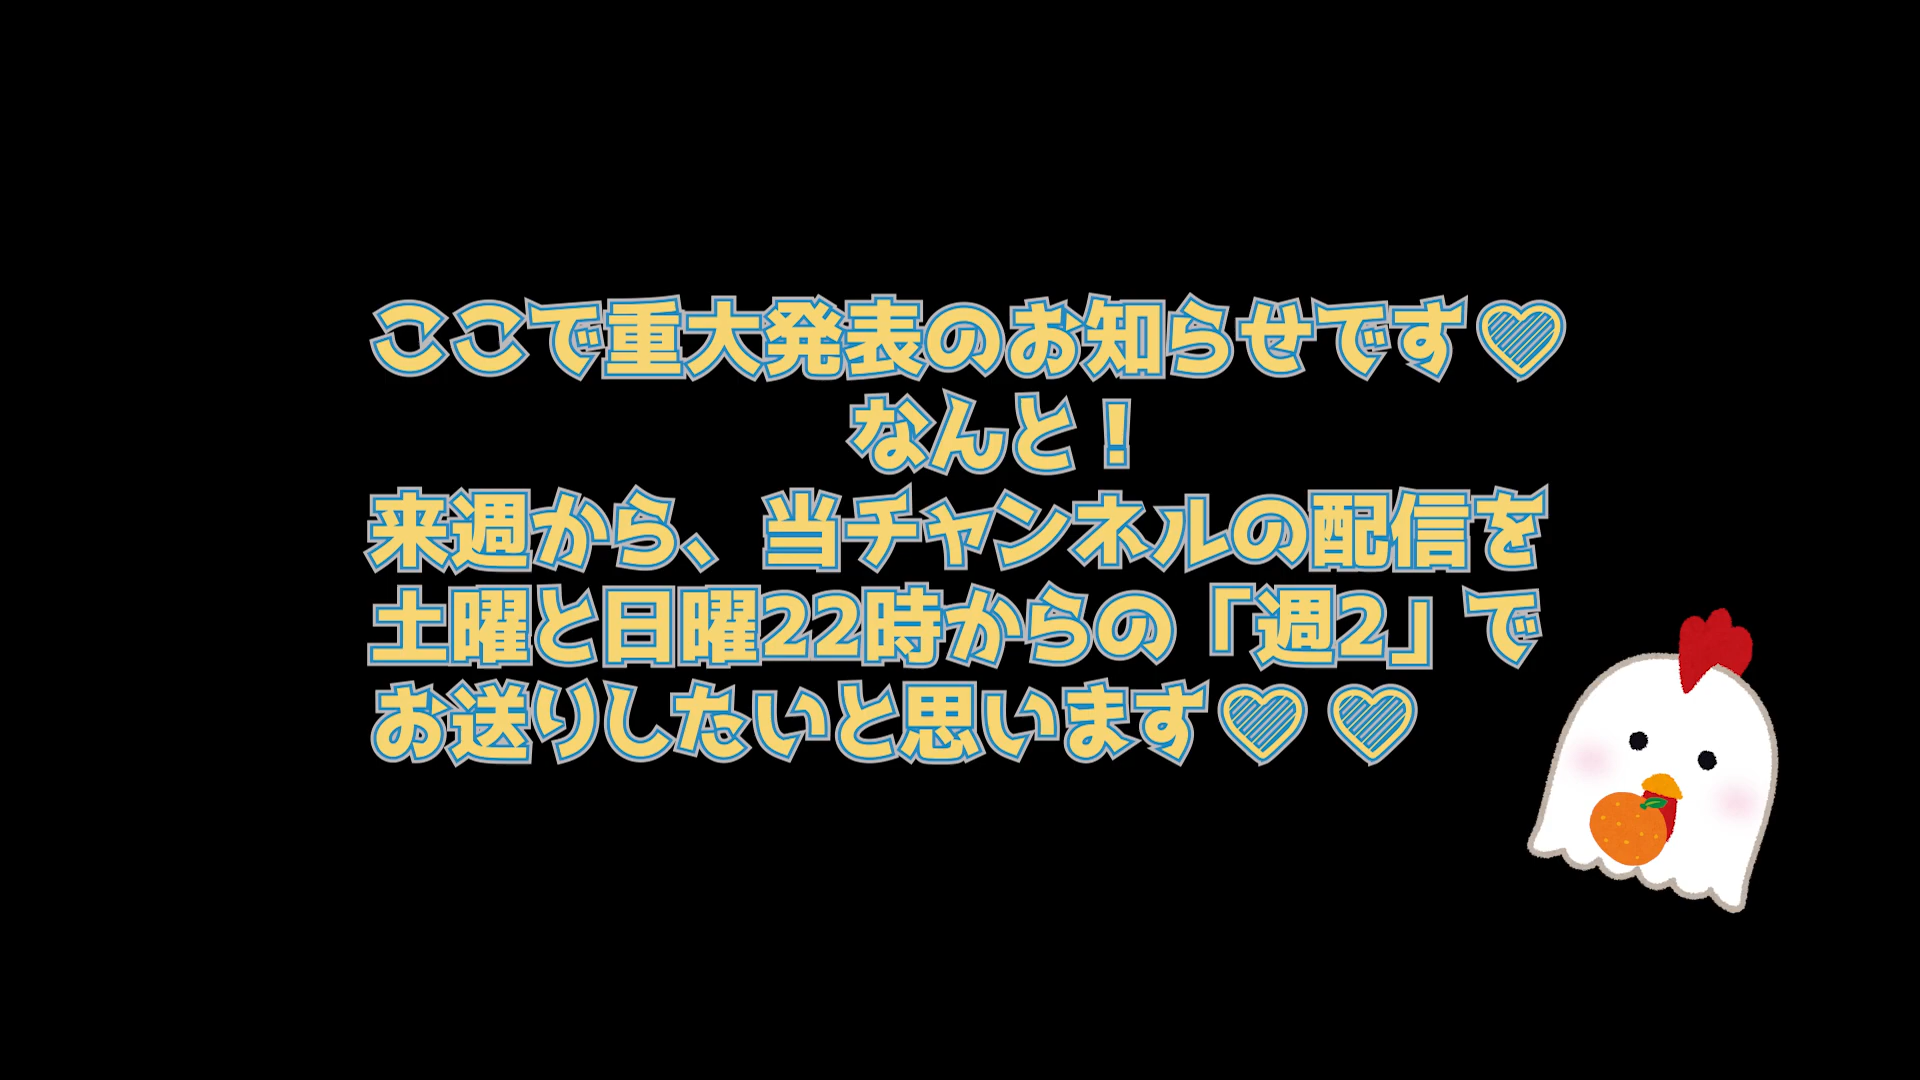 ここで重大発表のお知らせです♡
なんと！
来週から、当チャンネルの配信を
土曜と日曜22時からの「週2」で
お送りしたいと思います♡ ♡